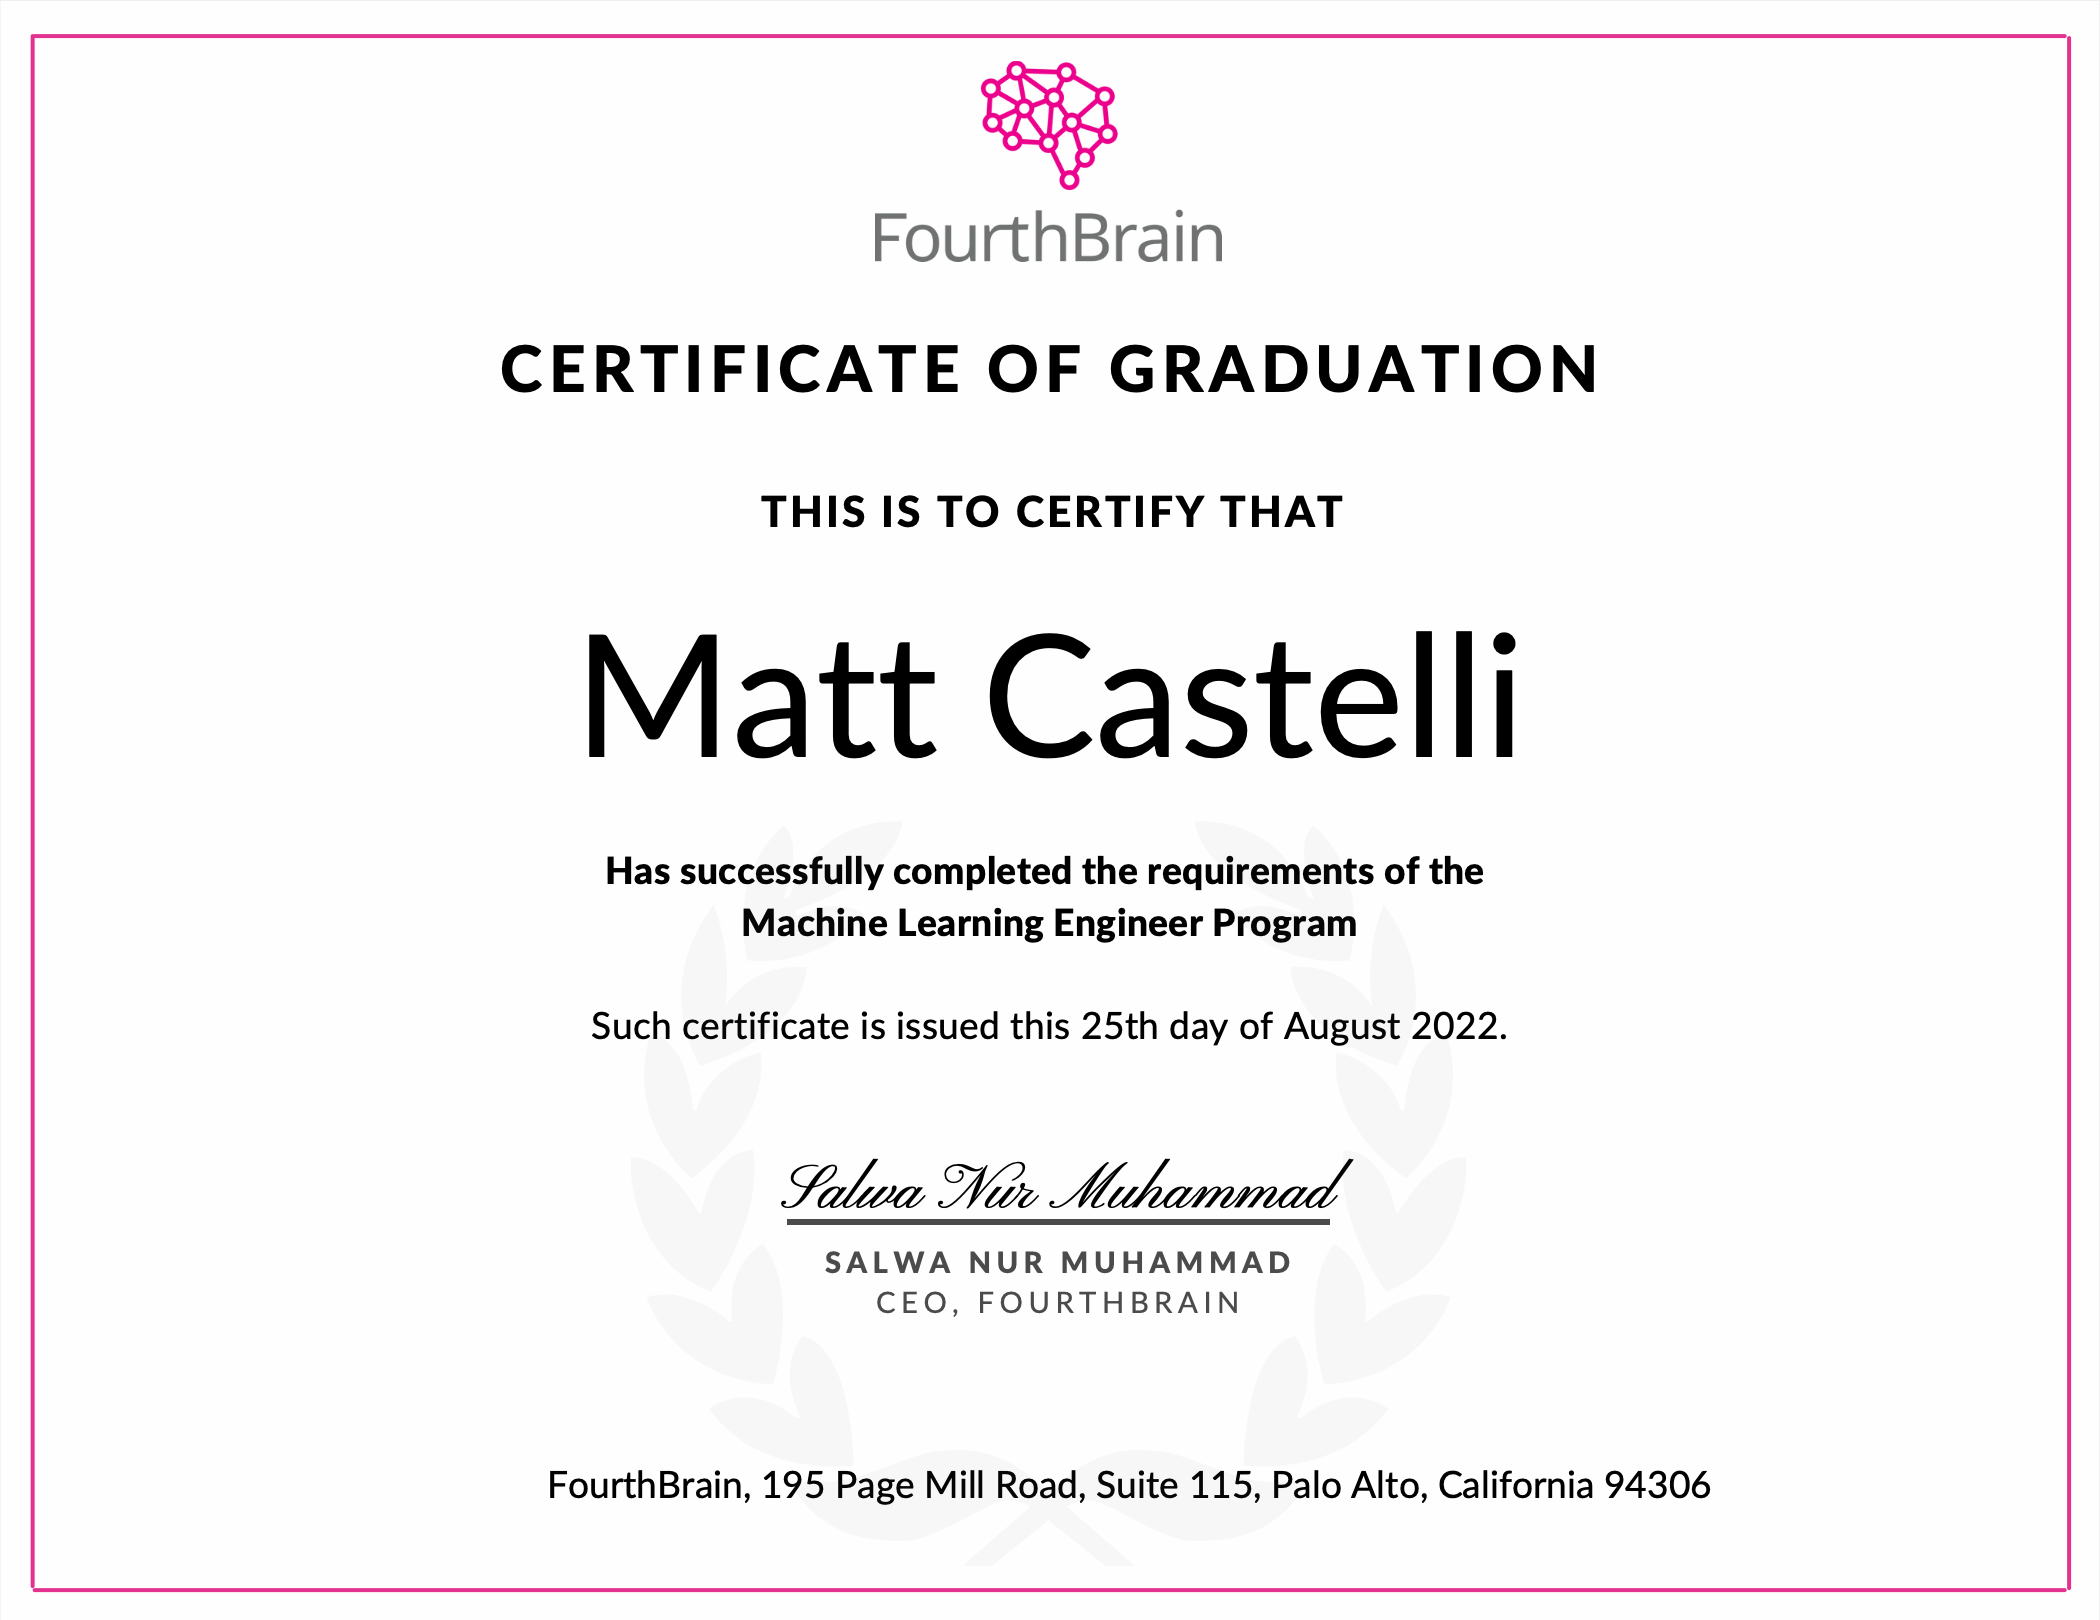 FourthBrain
CERTIFICATE OF GRADUATION
THIS IS TO CERTIFY THAT
Matt Castelli
Has successfully completed the requirements of the
Machine Learning Engineer Program
Such certificate is issued this 25th day of August 2022.
Salwa Nur Muhammad
SALWA NUR MUHAMMAD
CEO, FOURTHBRAIN
FourthBrain, 195 Page Mill Road, Suite 115, Palo Alto, California 94306